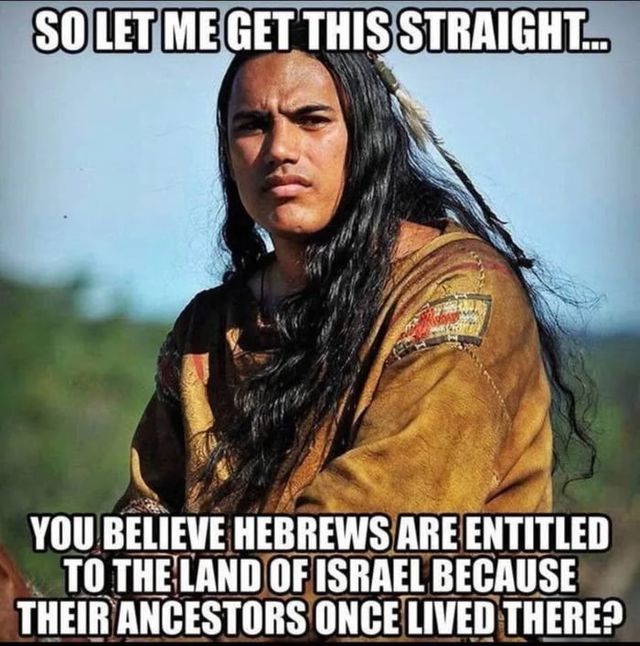 SO LET ME GET THIS STRAIGHT...
YOU BELIEVE HEBREWS ARE ENTITLED
TO THE LAND OF ISRAEL BECAUSE
THEIR ANCESTORS ONCE LIVED THERE?